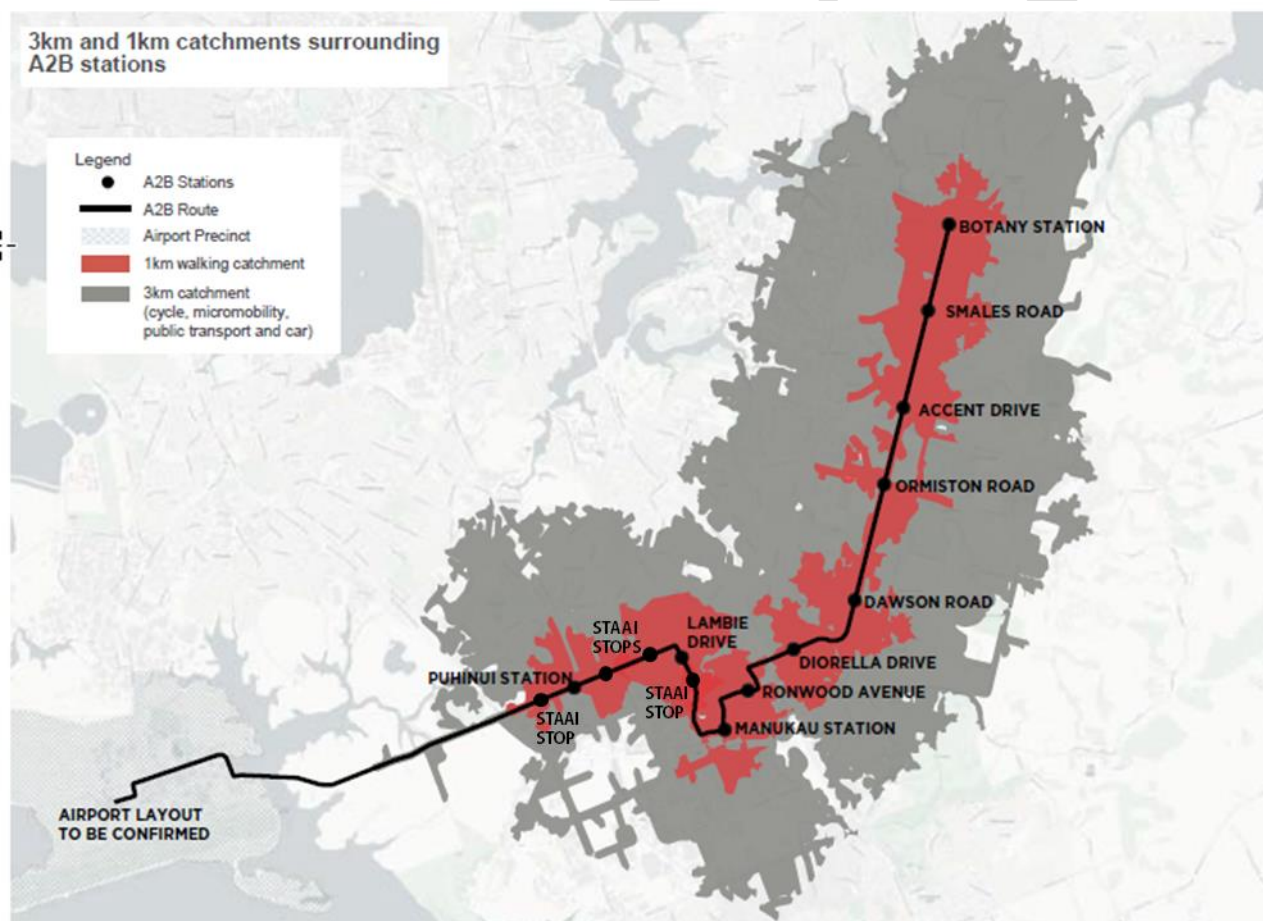 3km and 1km catchments surrounding
A2B stations
Legend
A2B Stations
A2B Route
Airport Precinct
1km walking catchment
3km catchment
(cycle, micromobility,
public transport and car)
BOTANY STATION
SMALES ROAD
ACCENT DRIVE
ORMISTON ROAD
DAWSON ROAD
DIORELLA DRIVE
RONWOOD AVENUE
MANUKAU STATION
LAMBIE
DRIVE
STAAI
STOP
STAAI
STOPS
PUHINUI STATION
STAAI
STOP
AIRPORT LAYOUT
TO BE CONFIRMED